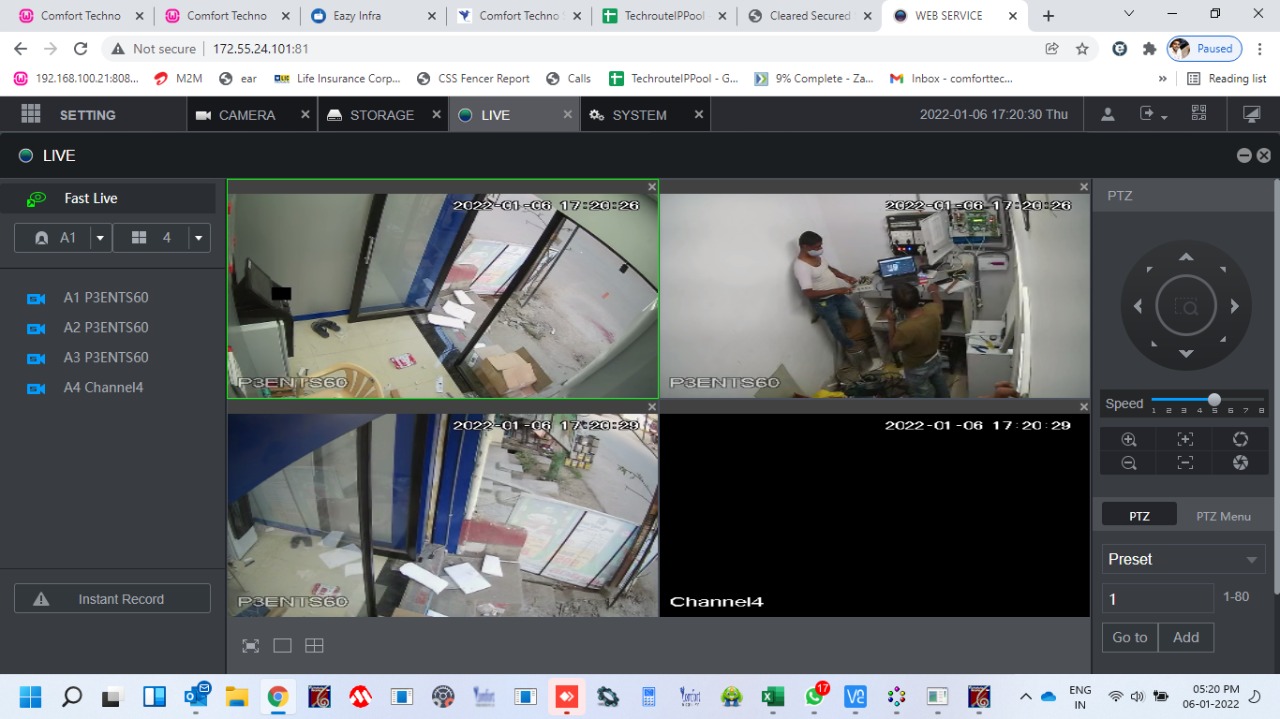 Comfort Techno
Comfort Techno
Eazy Infra
Comfort Techno S
TechrouteIPPool
Cleared Secured
WEB SERVICE
Not secure | 172.55.24.101:81
Paused
192.168.100.21:808...
M2M
ear
Life Insurance Corp...
CSS Fencer Report
Calls
TechrouteIPPool - G...
9% Complete - Za...
Inbox - comforttec...
»
Reading list
SETTING
CAMERA
STORAGE
LIVE
SYSTEM
2022-01-06 17:20:30 Thu
LIVE
Fast Live
A1
4
A1 P3ENTS60
A2 P3ENTS60
A3 P3ENTS60
A4 Channel4
Instant Record
2022-01-06 17:20:26
P3ENTS60
2022-01-06 17:20:26
P3ENTS60
2022-01-06 17:20:29
P3ENTS60
2022-01-06 17:20:29
Channel4
PTZ
Speed
1 2 3 4 5 6 7 8
PTZ
PTZ Menu
Preset
1
1-80
Go to
Add
17
ENG
IN
05:20 PM
06-01-2022